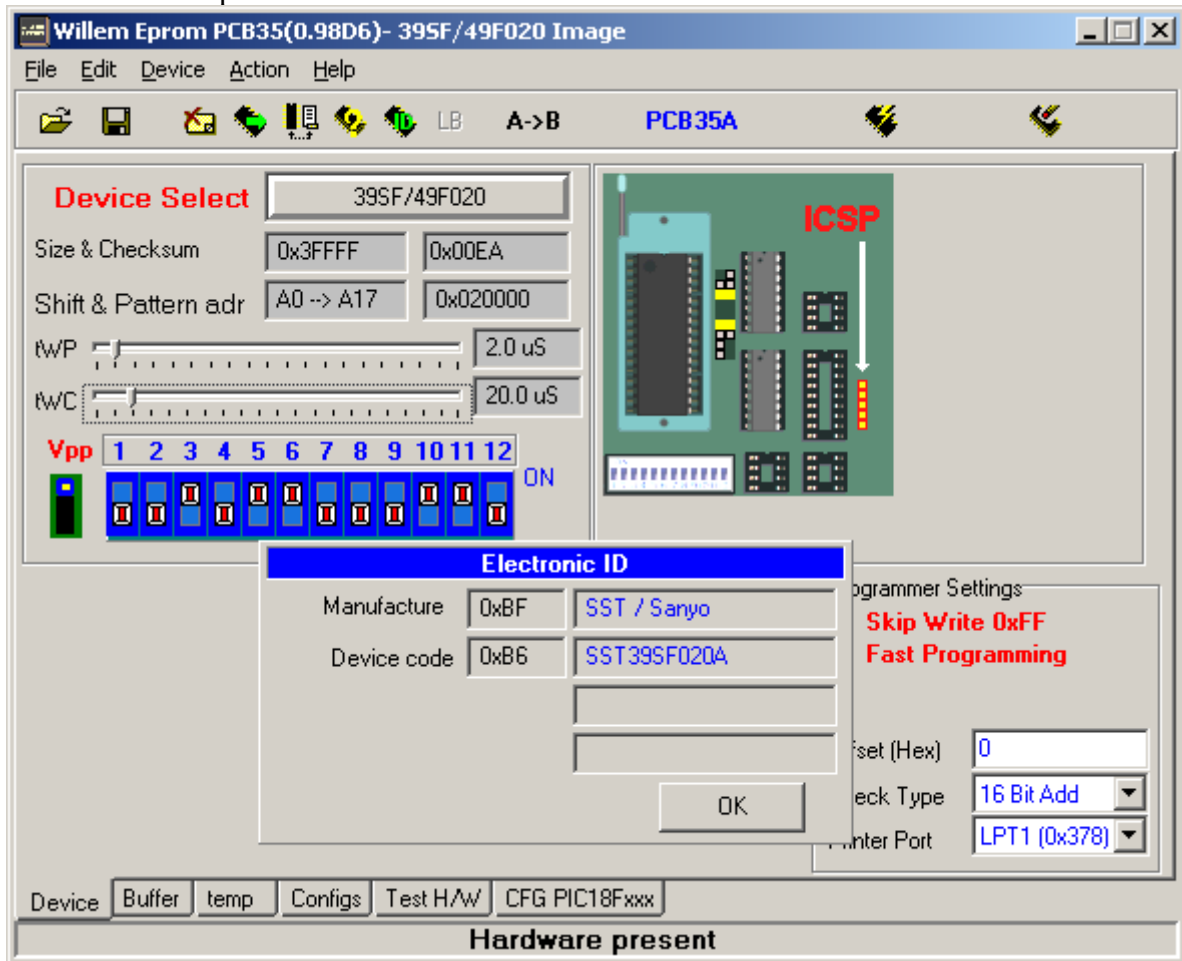 Willem Eprom PCB35(0.98D6)- 39SF/49F020 Image
File Edit Device Action Help
LB A->B PCB35A
Device Select 39SF/49F020
Size & Checksum 0x3FFFF 0x00EA
Shift & Pattern adr A0 --> A17 0x020000
tWP 2.0 uS
tWC 20.0 uS
Vpp 1 2 3 4 5 6 7 8 9 10 11 12
ON
ICSP
Electronic ID
Manufacture 0xBF SST / Sanyo
Device code 0xB6 SST39SF020A
OK
ogrammer Settings
Skip Write 0xFF
Fast Programming
fset (Hex) 0
eck Type 16 Bit Add
Printer Port LPT1 (0x378)
Device Buffer temp Configs Test H/W CFG PIC18Fxxx
Hardware present